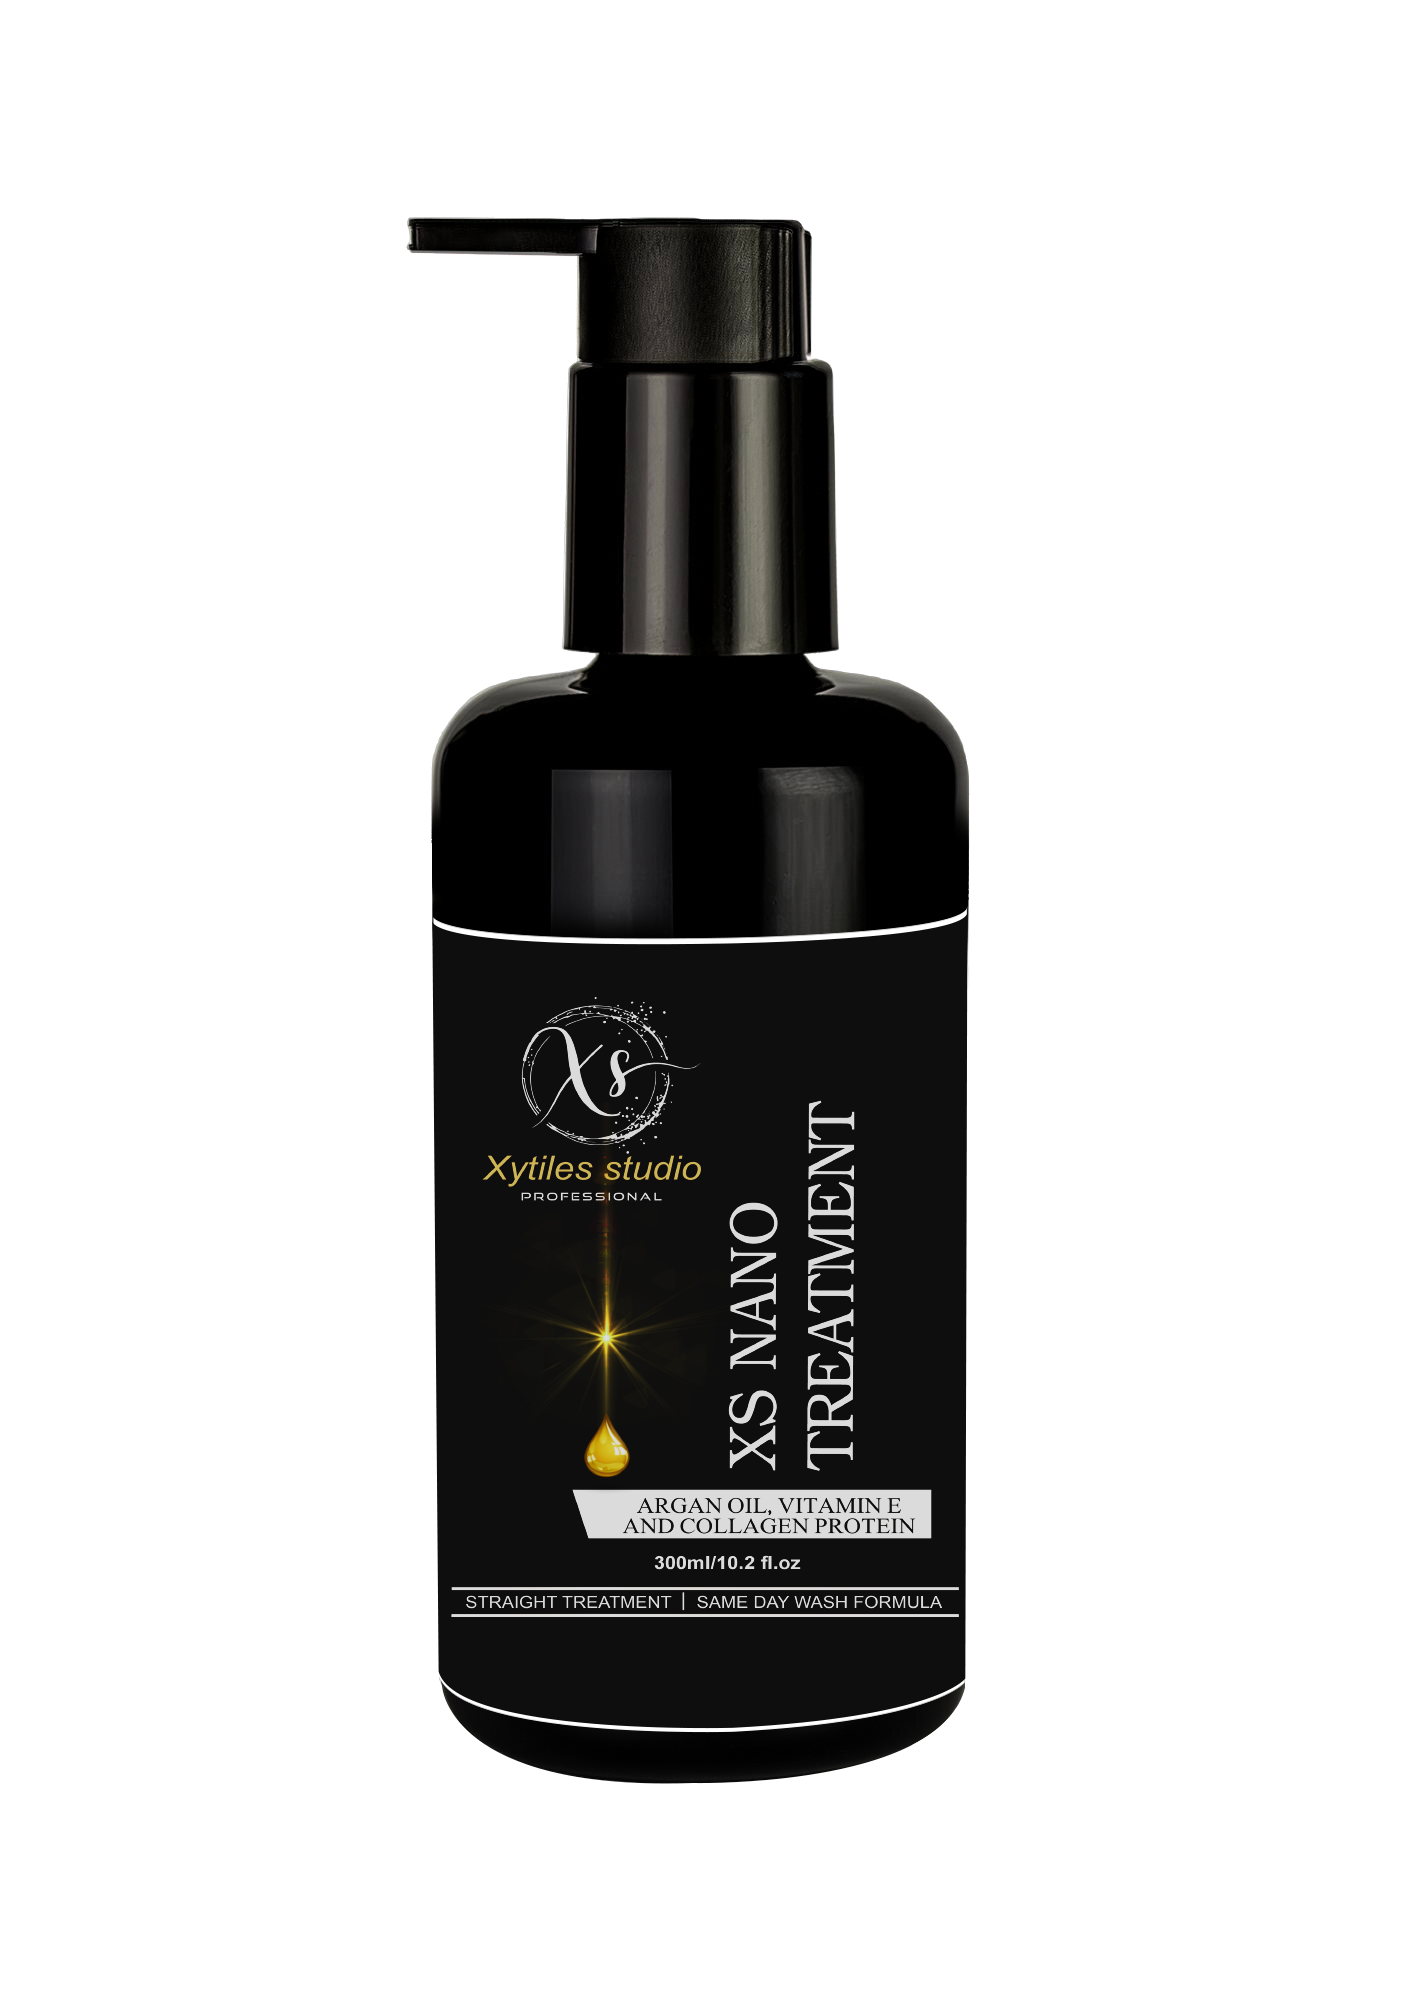 Xs
Xytiles studio
PROFESSIONAL
XS NANO
TREATMENT
ARGAN OIL, VITAMIN E
AND COLLAGEN PROTEIN
300ml/10.2 fl.oz
STRAIGHT TREATMENT | SAME DAY WASH FORMULA